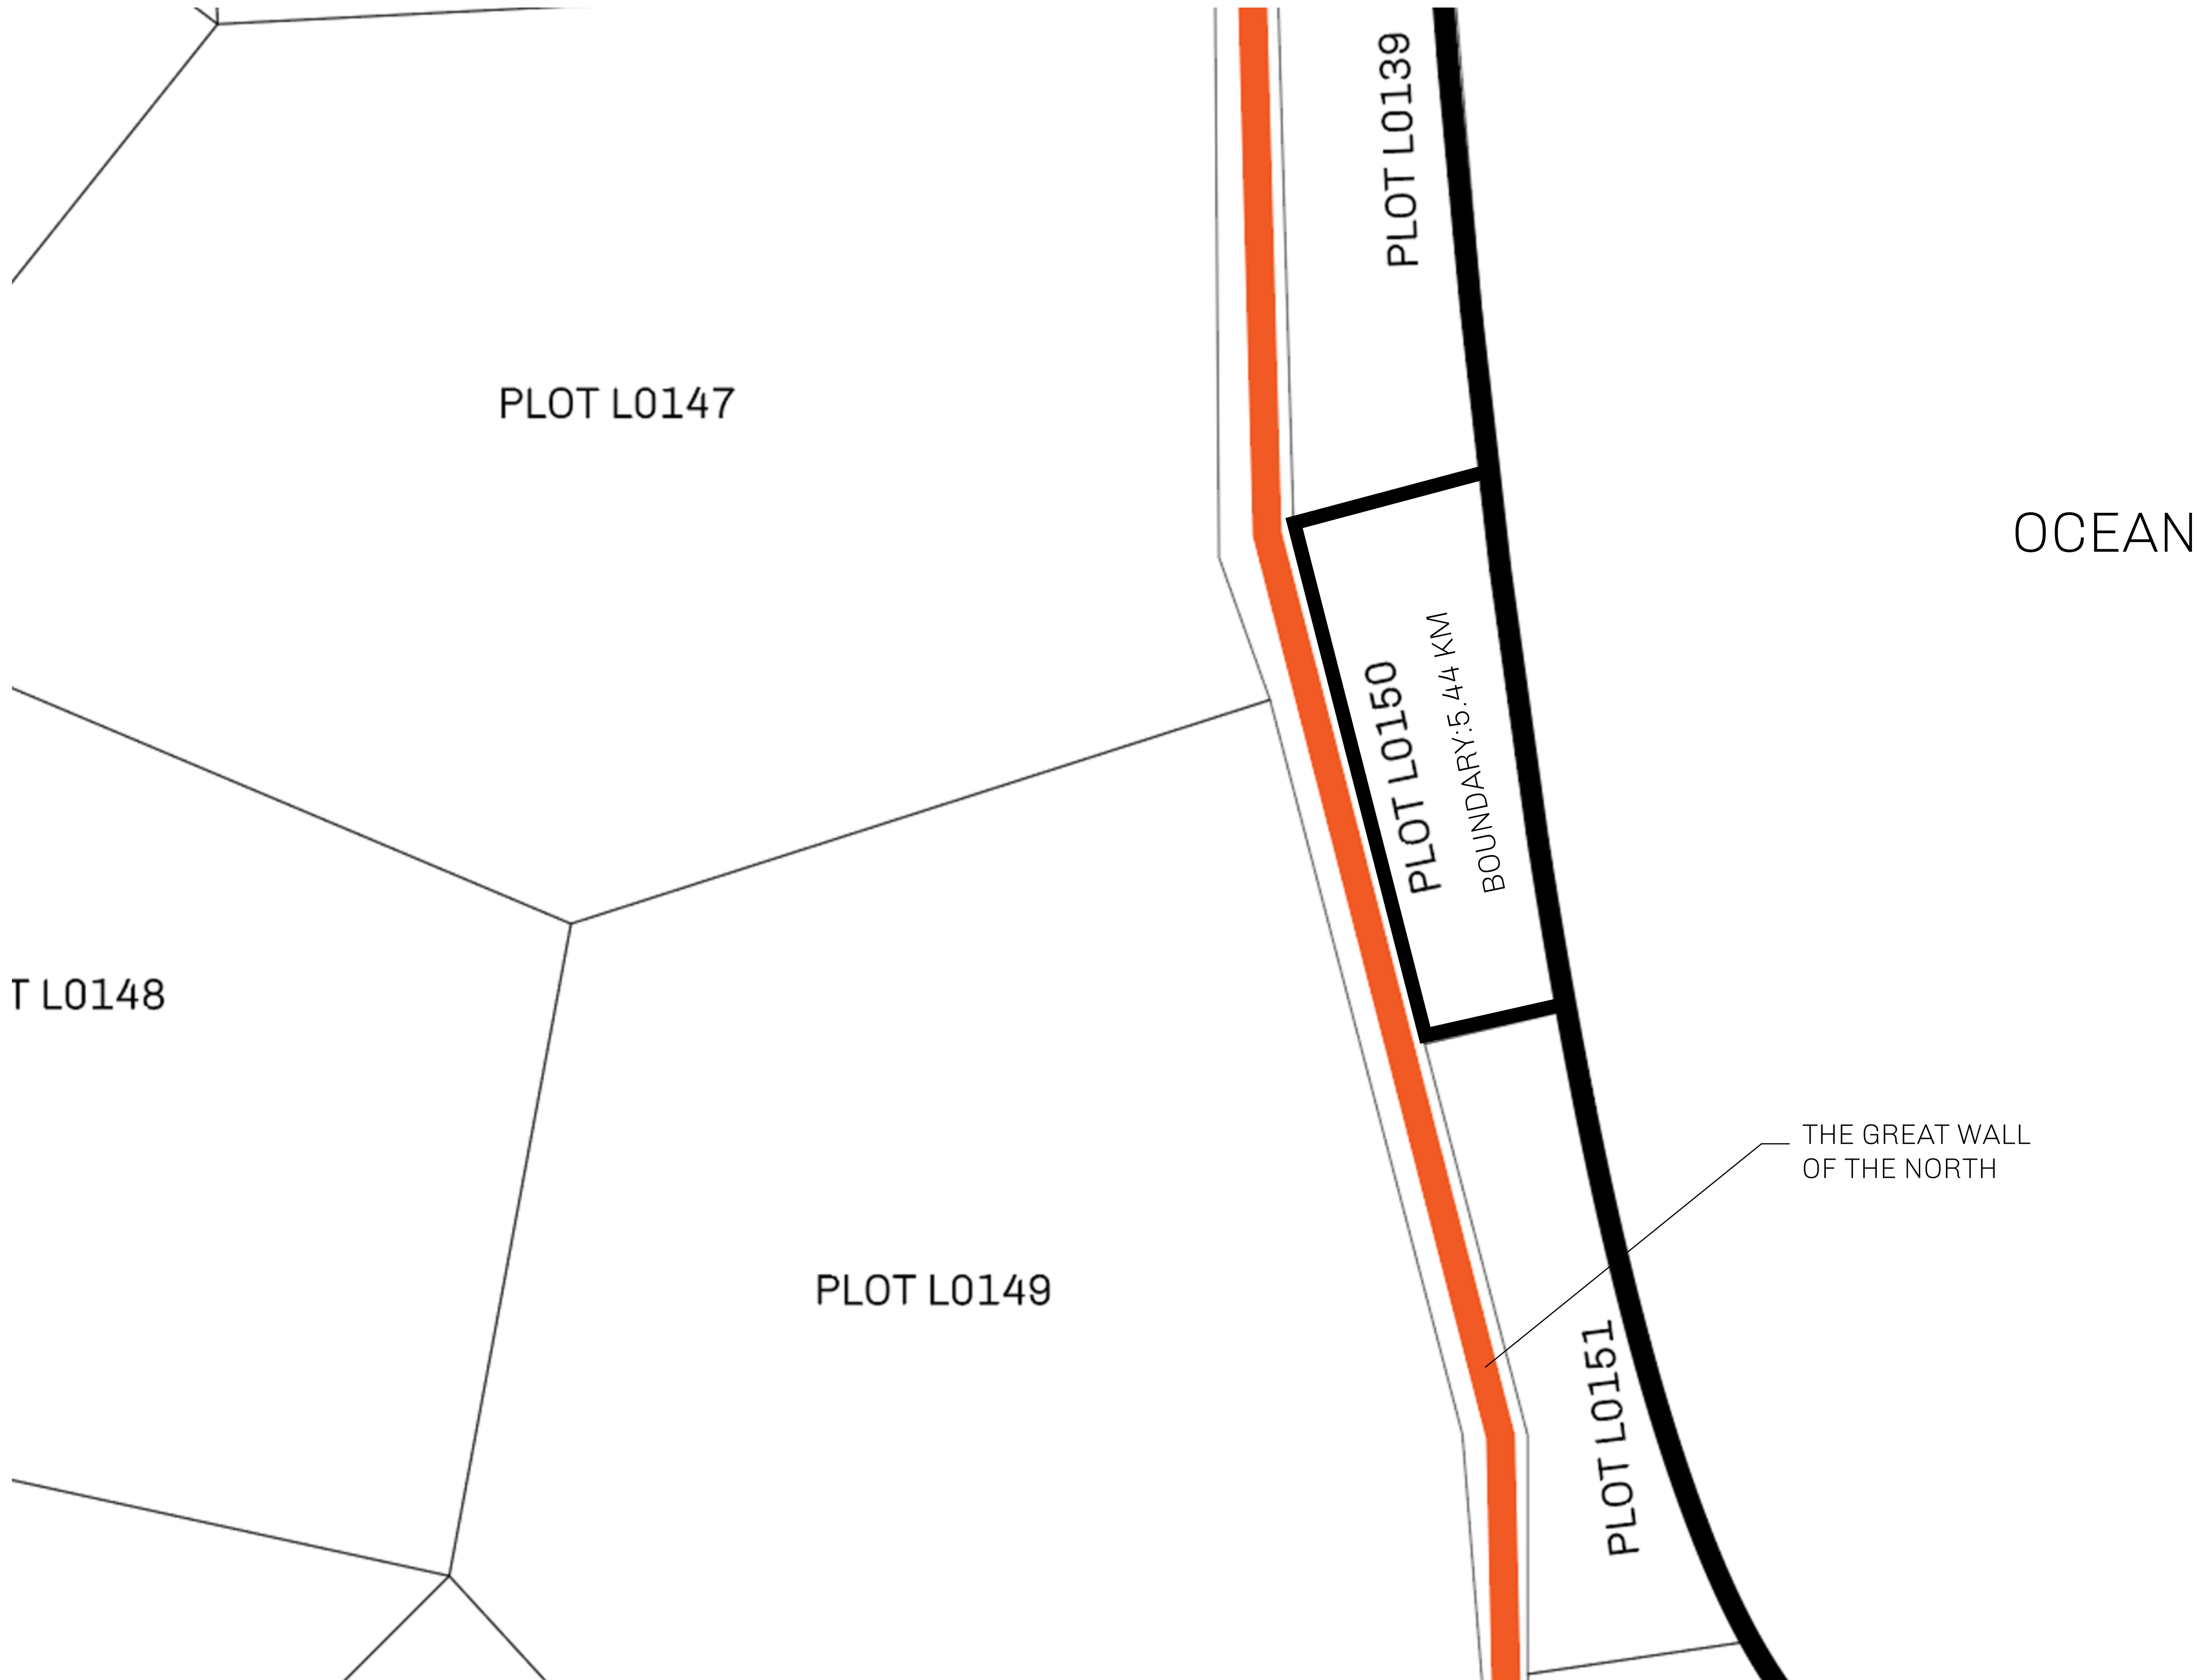 PLOT L0139
PLOT L0147
OCEAN
PLOT L0150
BOUNDARY:5.44 KM
T L0148
THE GREAT WALL
OF THE NORTH
PLOT L0149
PLOT L0151